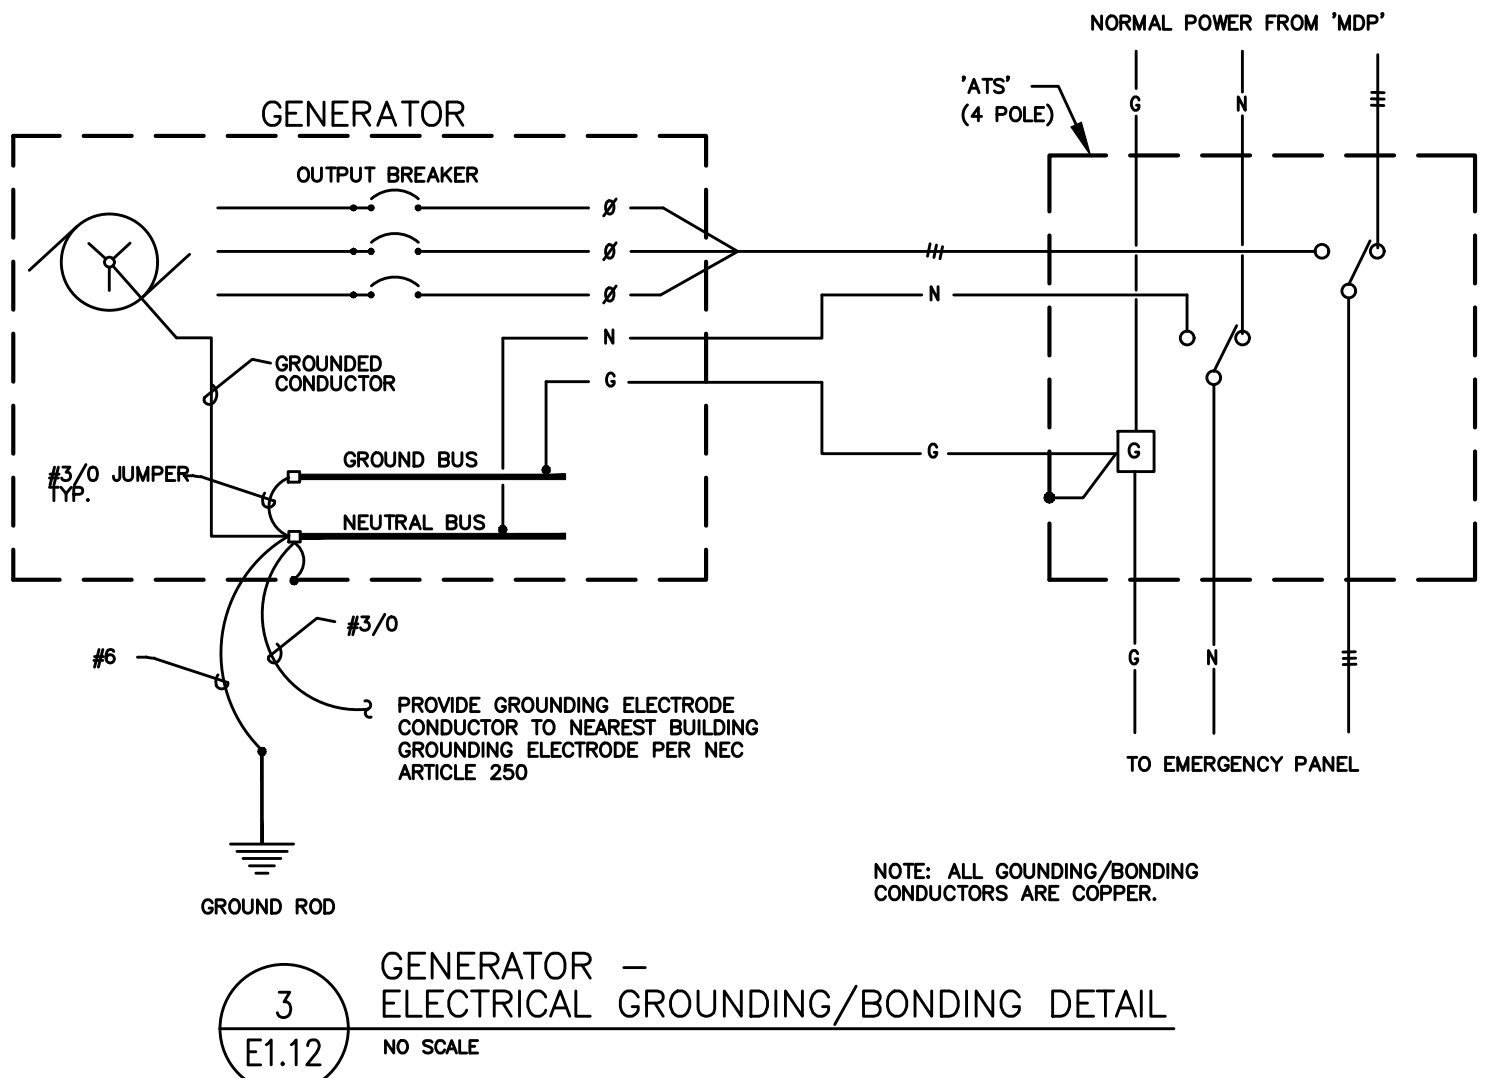 NORMAL POWER FROM 'MDP'
'ATS'
(4 POLE)
G
N
GENERATOR
OUTPUT BREAKER
Ø
Ø
Ø
N
N
G
GROUNDED
CONDUCTOR
G
G
GROUND BUS
#3/0 JUMPER
TYP.
NEUTRAL BUS
#3/0
#6
G
N
PROVIDE GROUNDING ELECTRODE
CONDUCTOR TO NEAREST BUILDING
GROUNDING ELECTRODE PER NEC
ARTICLE 250
TO EMERGENCY PANEL
NOTE: ALL GOUNDING/BONDING
CONDUCTORS ARE COPPER.
GROUND ROD
3
E1.12
GENERATOR –
ELECTRICAL GROUNDING/BONDING DETAIL
NO SCALE